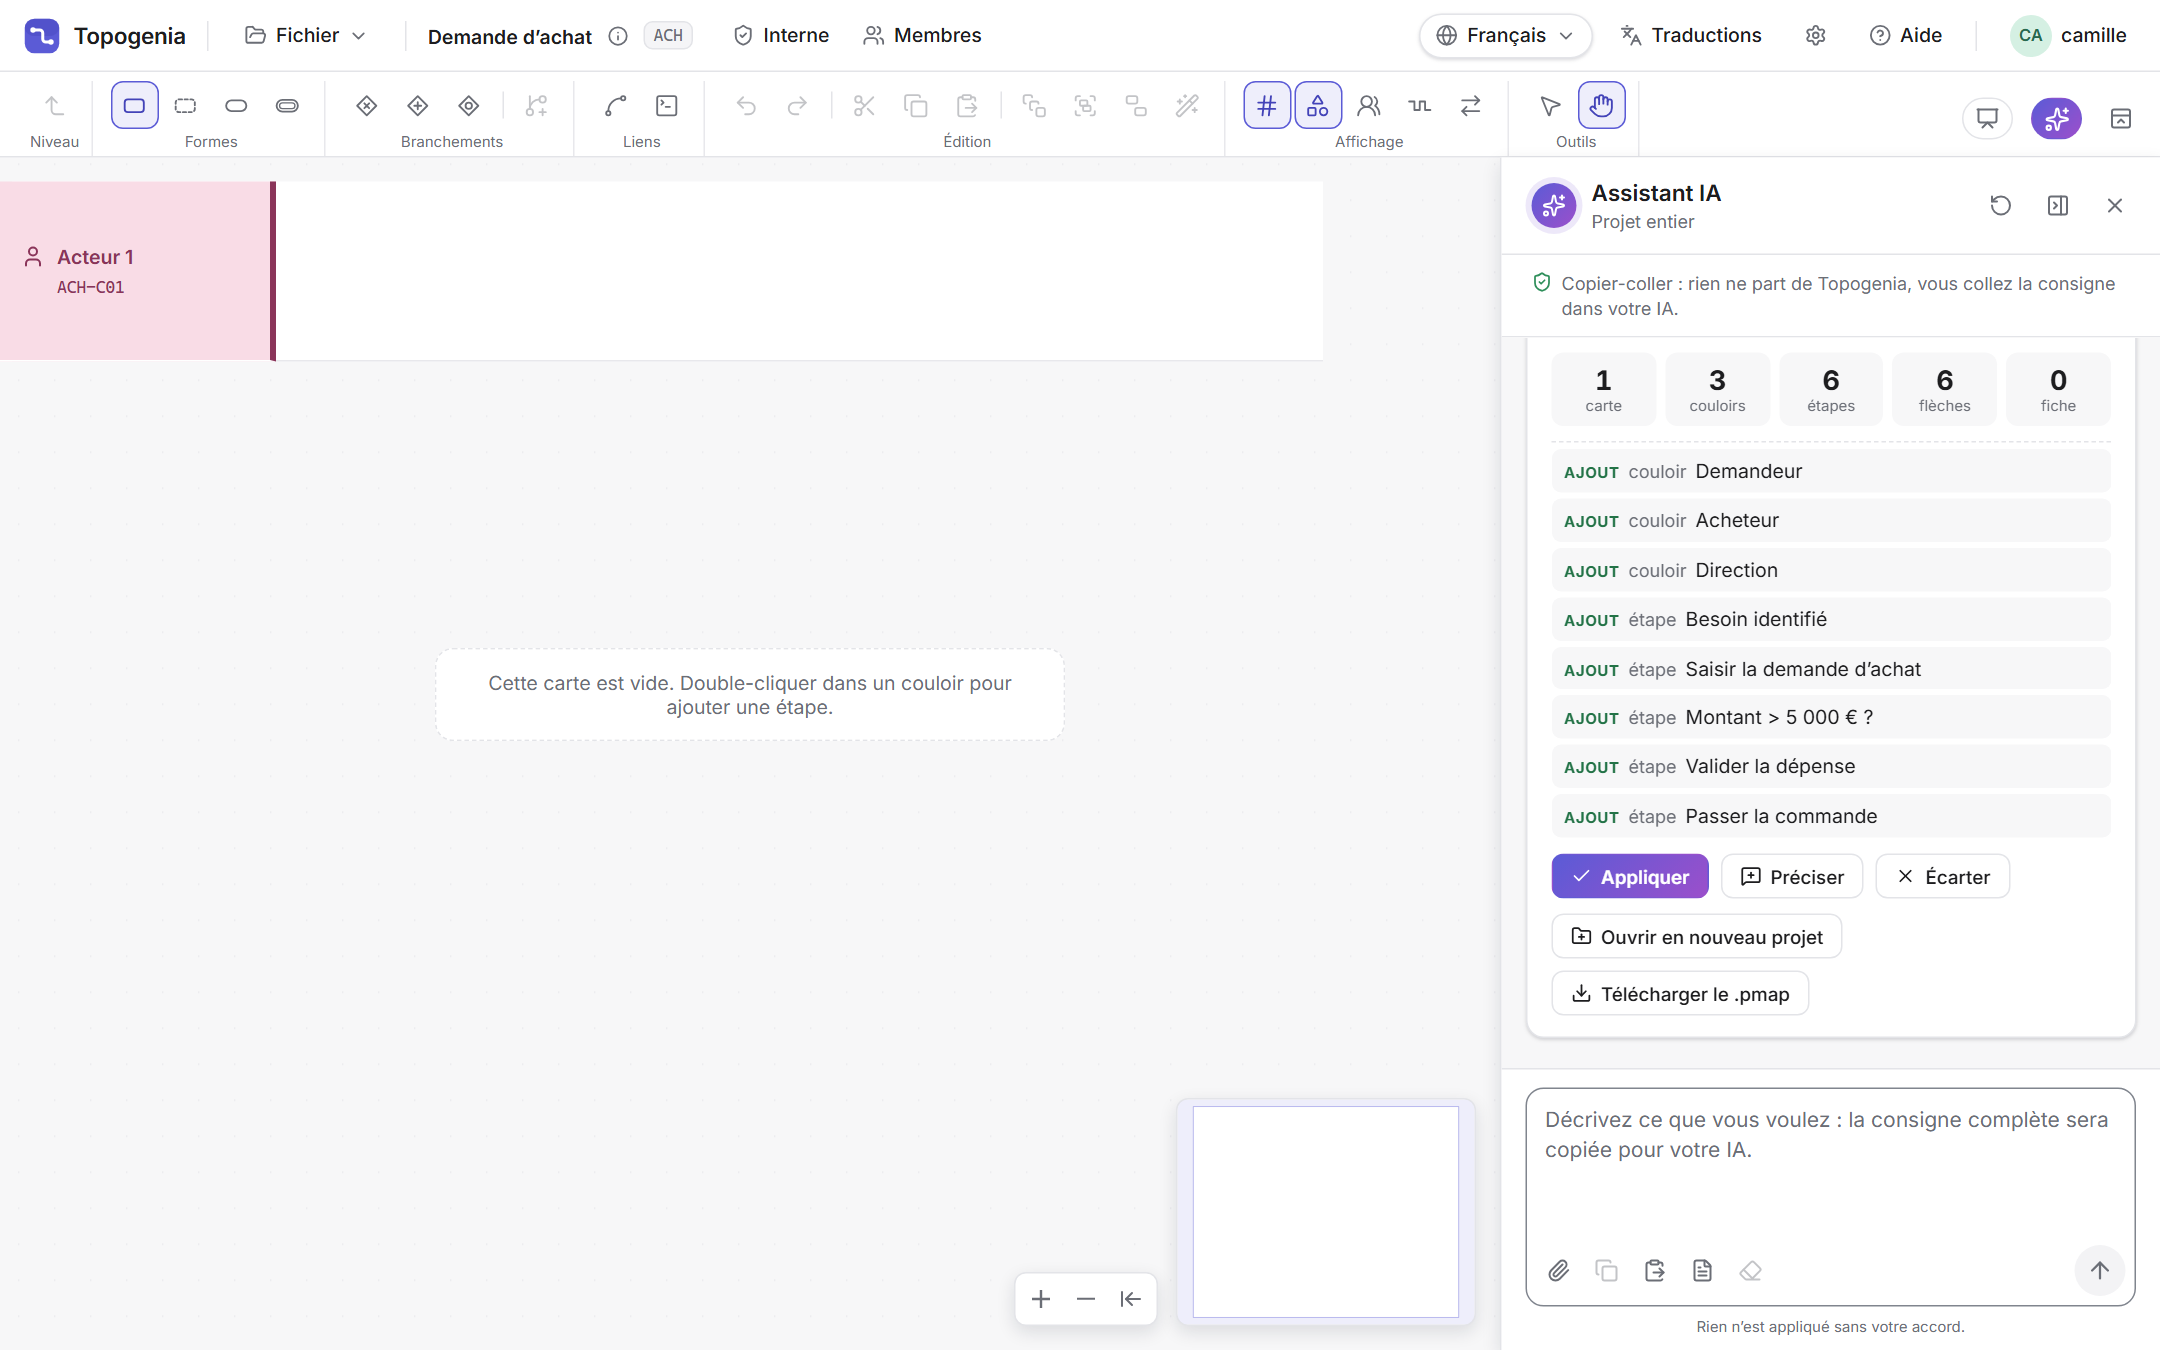 Topogenia
Fichier
Demande d'achat
ACH
Interne
Membres
Français
Traductions
Aide
CA
camille
Niveau
Formes
Branchements
Liens
Édition
Affichage
Outils
Acteur 1
ACH-C01
Cette carte est vide. Double-cliquer dans un couloir pour
ajouter une étape.
Assistant IA
Projet entier
Copier-coller : rien ne part de Topogenia, vous collez la consigne
dans votre IA.
1
carte
3
couloirs
6
étapes
6
flèches
0
fiche
AJOUT couloir Demandeur
AJOUT couloir Acheteur
AJOUT couloir Direction
AJOUT étape Besoin identifié
AJOUT étape Saisir la demande d'achat
AJOUT étape Montant > 5 000 € ?
AJOUT étape Valider la dépense
AJOUT étape Passer la commande
Appliquer
Préciser
Écarter
Ouvrir en nouveau projet
Télécharger le .pmap
Décrivez ce que vous voulez : la consigne complète sera
copiée pour votre IA.
Rien n'est appliqué sans votre accord.